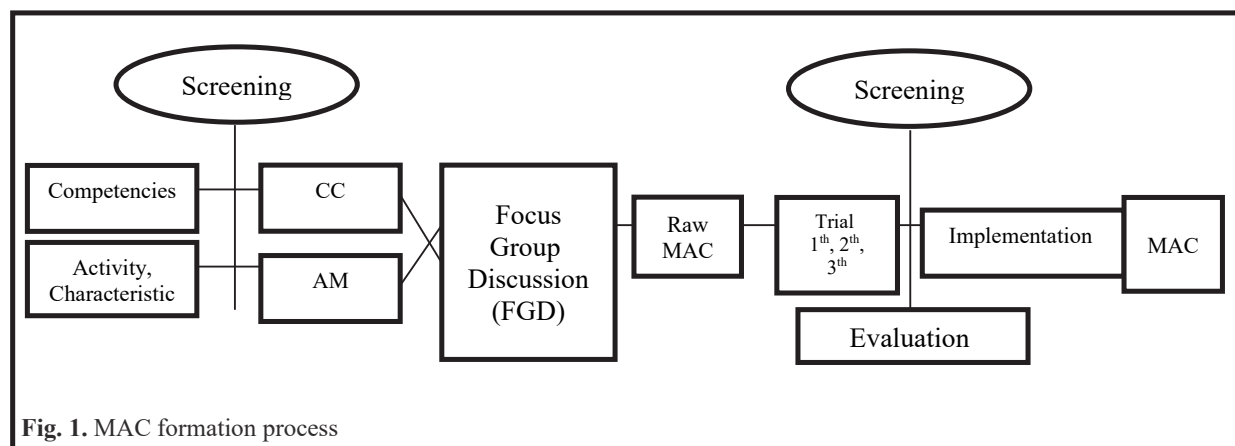 Screening
Screening
Competencies
CC
Activity,
Characteristic
AM
Focus
Group
Discussion
(FGD)
Raw
MAC
Trial
1th, 2th,
3th
Implementation
MAC
Evaluation
Fig. 1. MAC formation process